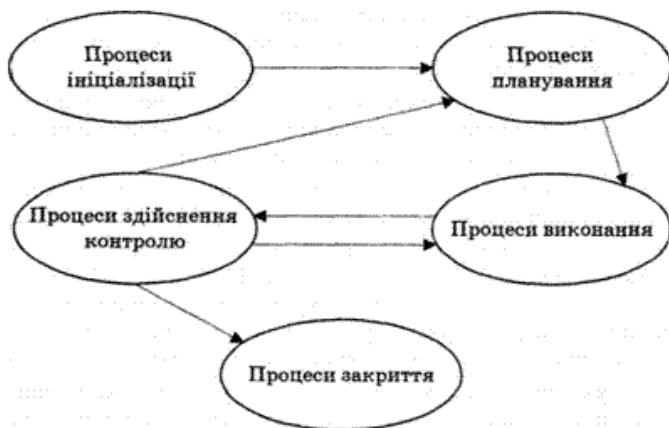 Процеси
ініціалізації
Процеси
планування
Процеси здійснення
контролю
Процеси виконання
Процеси закриття